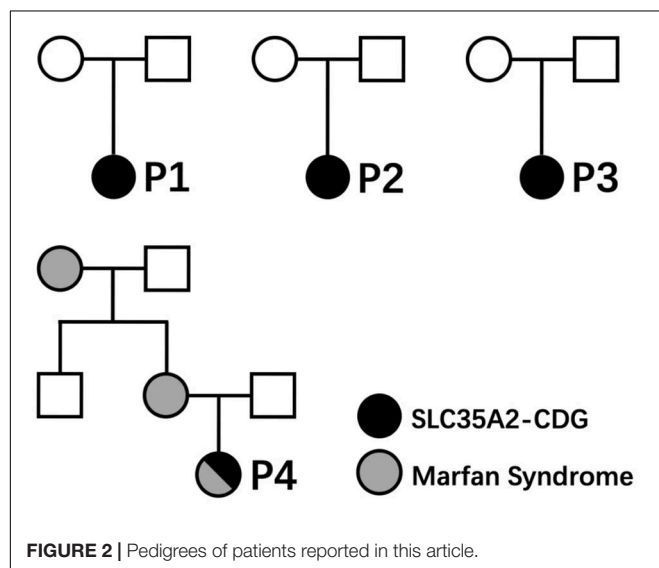 P1
P2
P3
P4
SLC35A2-CDG
Marfan Syndrome
FIGURE 2 | Pedigrees of patients reported in this article.